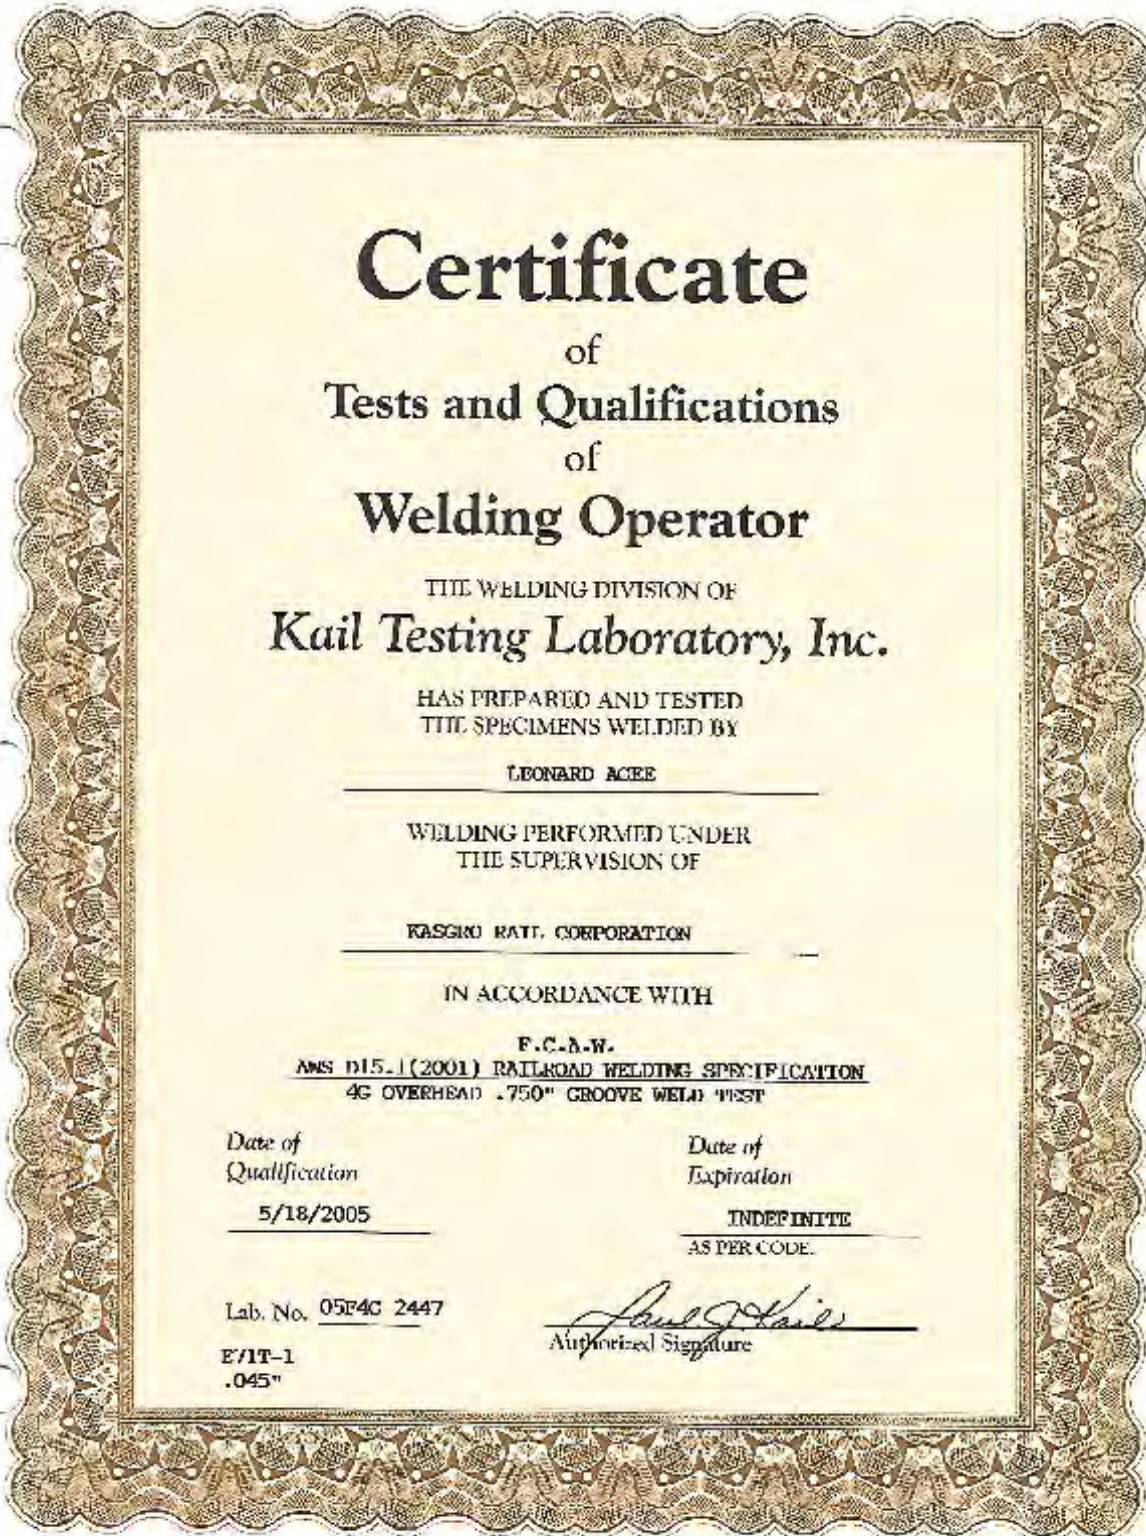 Certificate
of
Tests and Qualifications
of
Welding Operator
THE WELDING DIVISION OF
Kail Testing Laboratory, Inc.
HAS PREPARED AND TESTED
THE SPECIMENS WELDED BY
LEONARD ACEE
WELDING PERFORMED UNDER
THE SUPERVISION OF
KASGRO RAIL CORPORATION
IN ACCORDANCE WITH
F.C.A.W.
AWS D15.1(2001) RAILROAD WELDING SPECIFICATION
4G OVERHEAD .750" GROOVE WELD TEST
Date of Qualification
5/18/2005
Date of Expiration
INDEFINITE
AS PER CODE.
Lab. No. 05F4G 2447
Paul J Kail
Authorized Signature
E71T-1
.045"